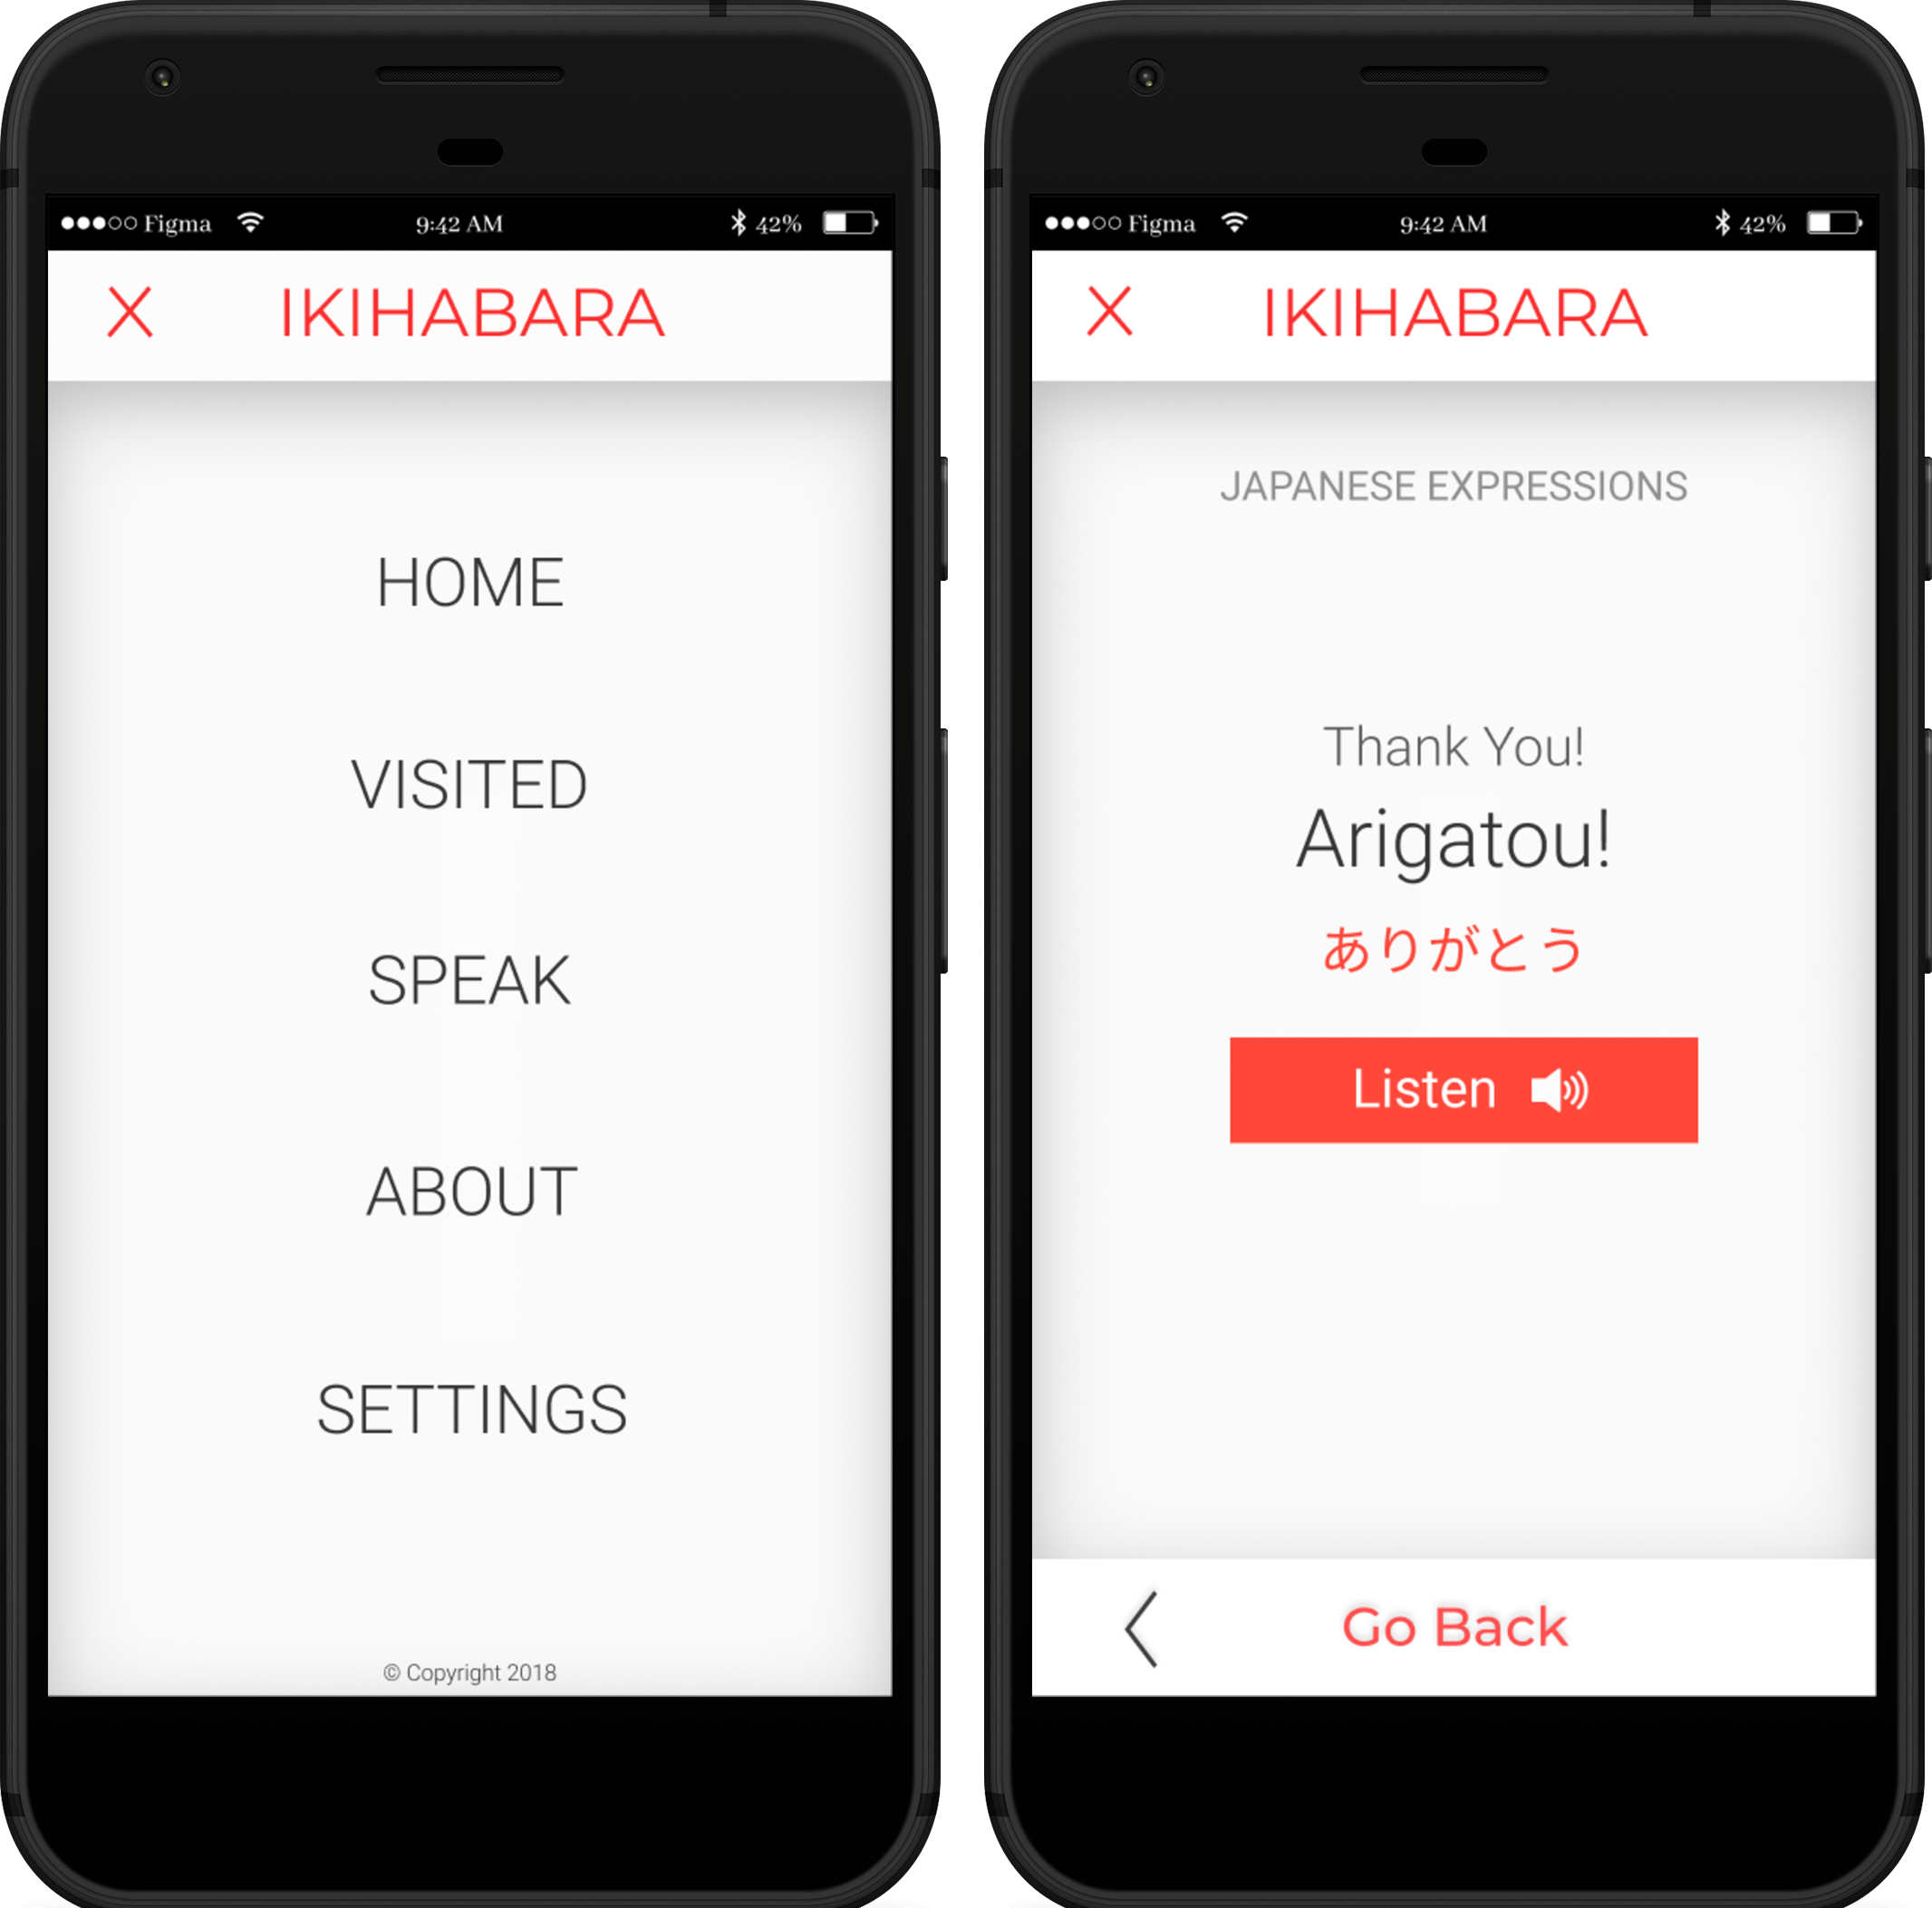 Figma 9:42 AM 42%
X IKIHABARA
HOME
VISITED
SPEAK
ABOUT
SETTINGS
© Copyright 2018
Figma 9:42 AM 42%
X IKIHABARA
JAPANESE EXPRESSIONS
Thank You!
Arigatou!
ありがとう
Listen
Go Back